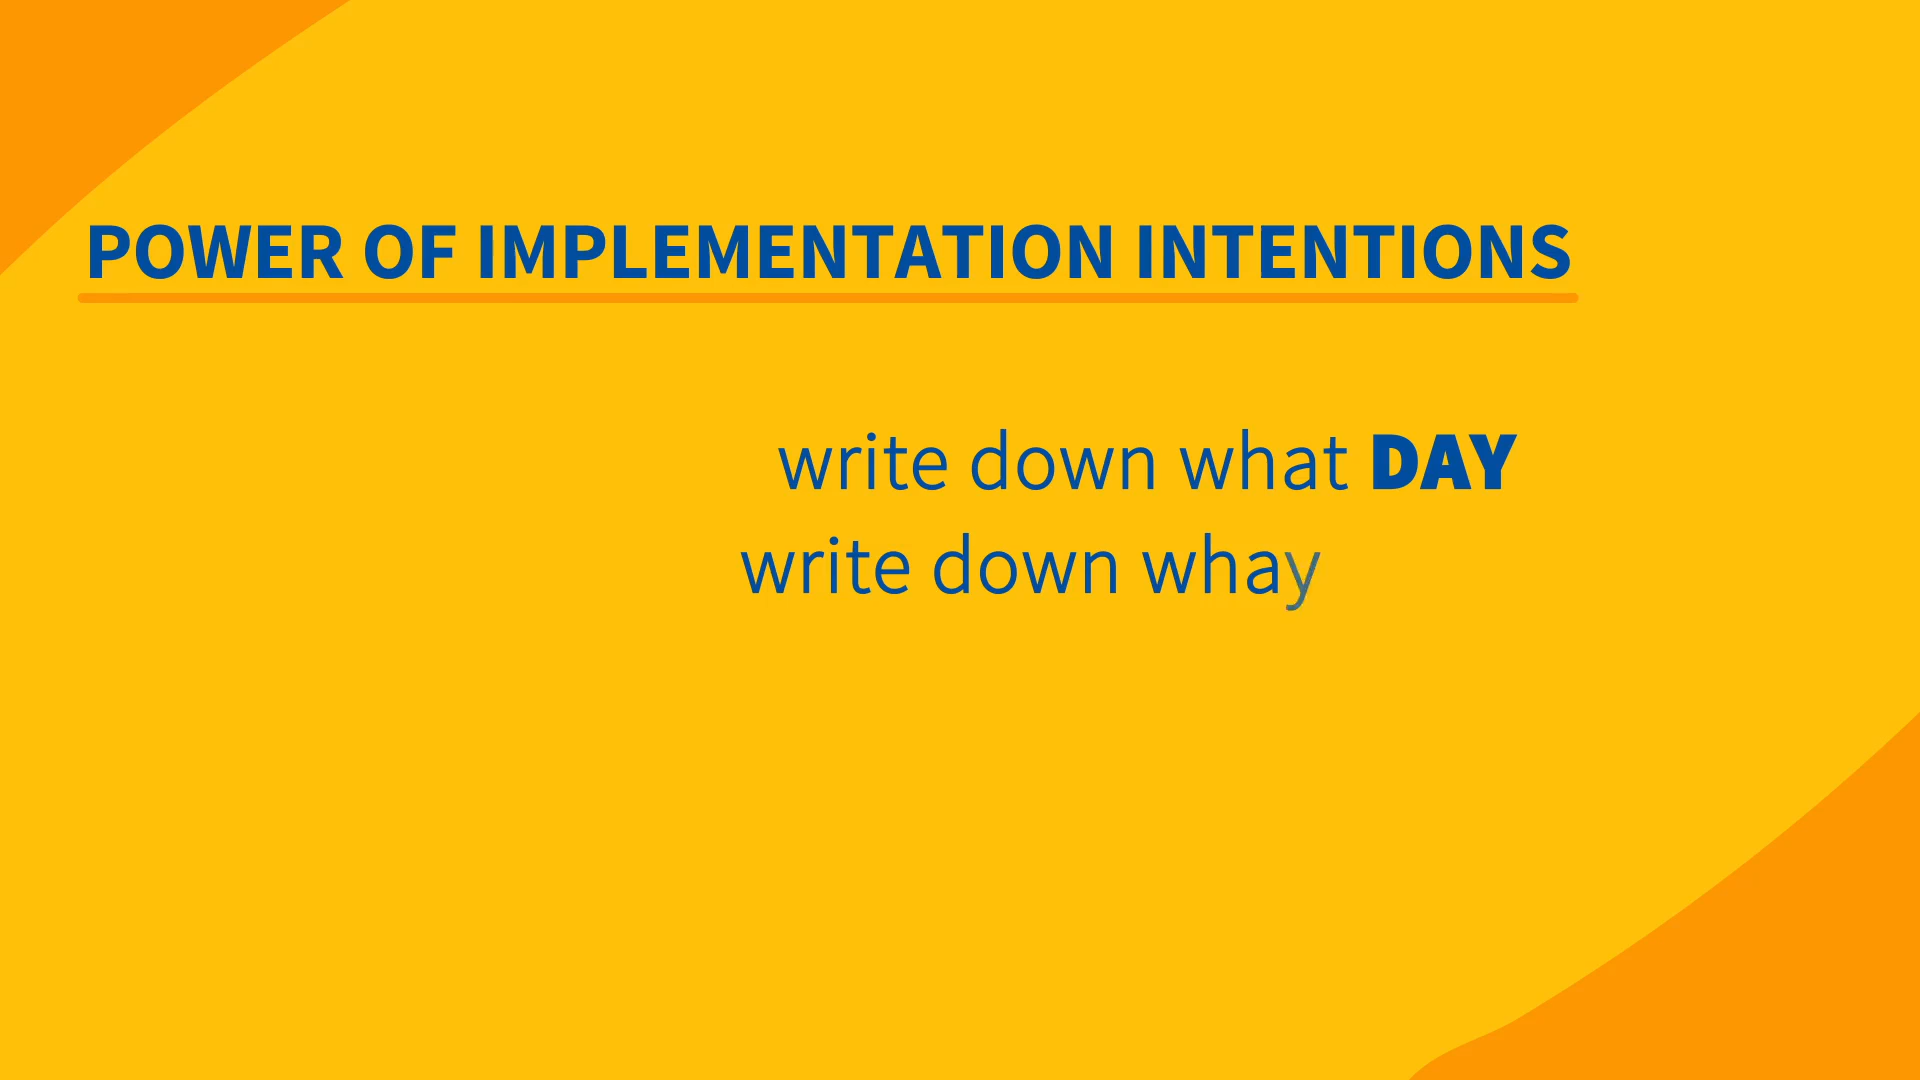 POWER OF IMPLEMENTATION INTENTIONS
write down what DAY
write down whay